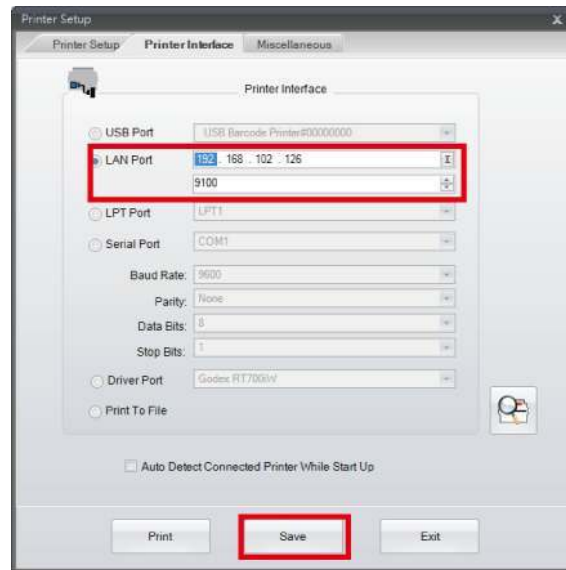 Printer Setup x
Printer Setup Printer Interface Miscellaneous
Printer Interface
USB Port USB Barcode Printer#00000000
LAN Port 192 . 168 . 102 . 126
9100
LPT Port LPT1
Serial Port COM1
Baud Rate: 9600
Parity: None
Data Bits: 8
Stop Bits: 1
Driver Port Godex RT700iW
Print To File
Auto Detect Connected Printer While Start Up
Print Save Exit